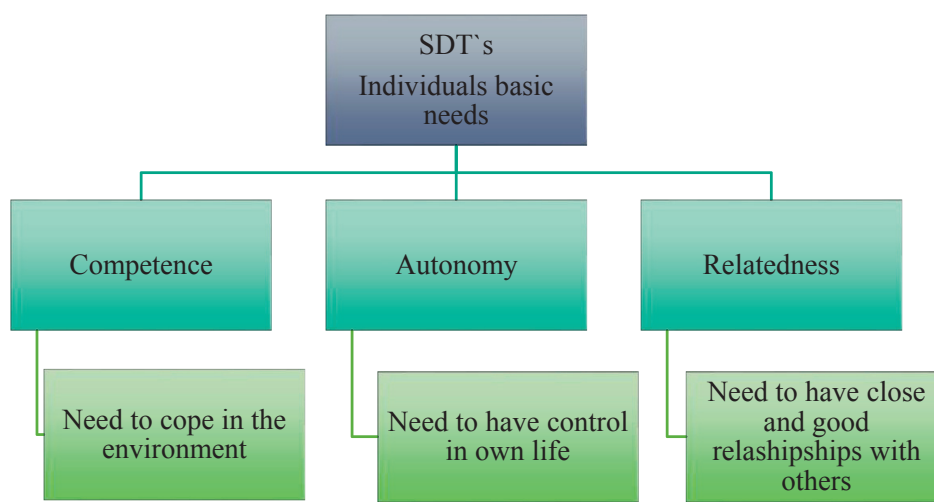 SDT`s
Individuals basic
needs
Competence
Autonomy
Relatedness
Need to cope in the
environment
Need to have control
in own life
Need to have close
and good
relashipships with
others